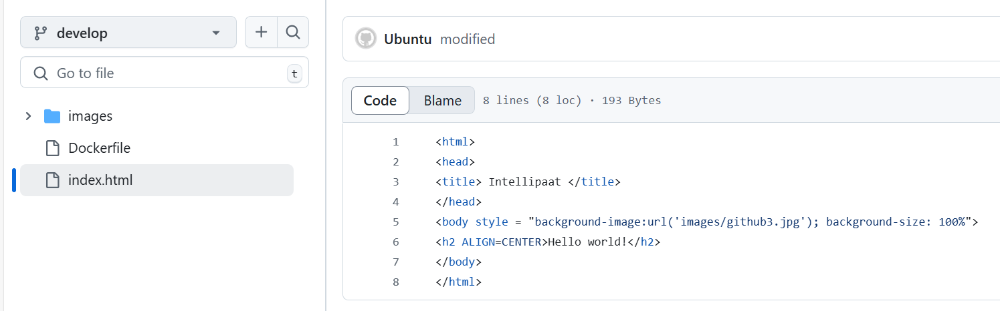 develop
Go to file
t
images
Dockerfile
index.html
Ubuntu modified
Code Blame 8 lines (8 loc) · 193 Bytes
1 <html>
2 <head>
3 <title> Intellipaat </title>
4 </head>
5 <body style = "background-image:url('images/github3.jpg'); background-size: 100%">
6 <h2 ALIGN=CENTER>Hello world!</h2>
7 </body>
8 </html>